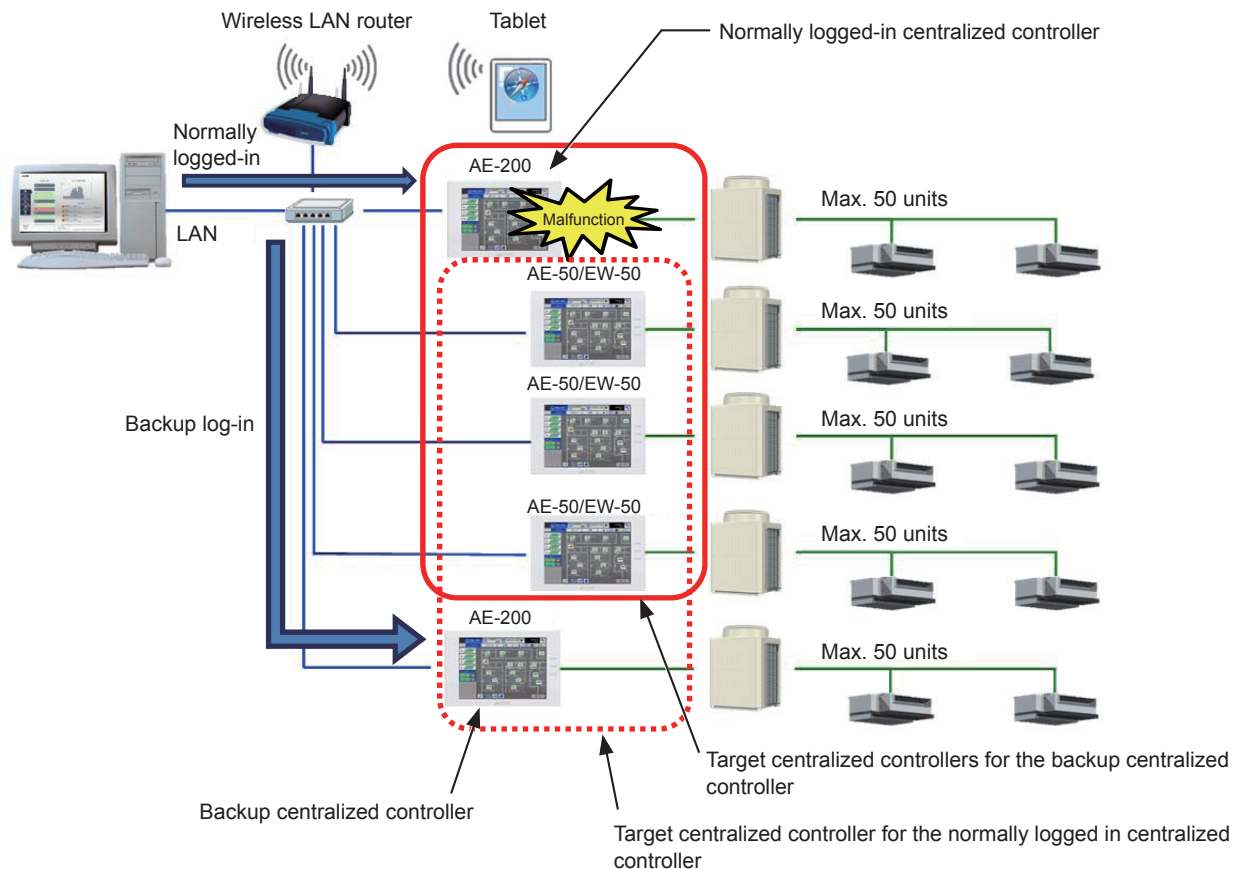 Wireless LAN router
Tablet
Normally logged-in centralized controller
Normally
logged-in
AE-200
Malfunction
Max. 50 units
LAN
AE-50/EW-50
Max. 50 units
AE-50/EW-50
Max. 50 units
Backup log-in
AE-50/EW-50
Max. 50 units
AE-200
Max. 50 units
Target centralized controllers for the backup centralized
controller
Backup centralized controller
Target centralized controller for the normally logged in centralized
controller